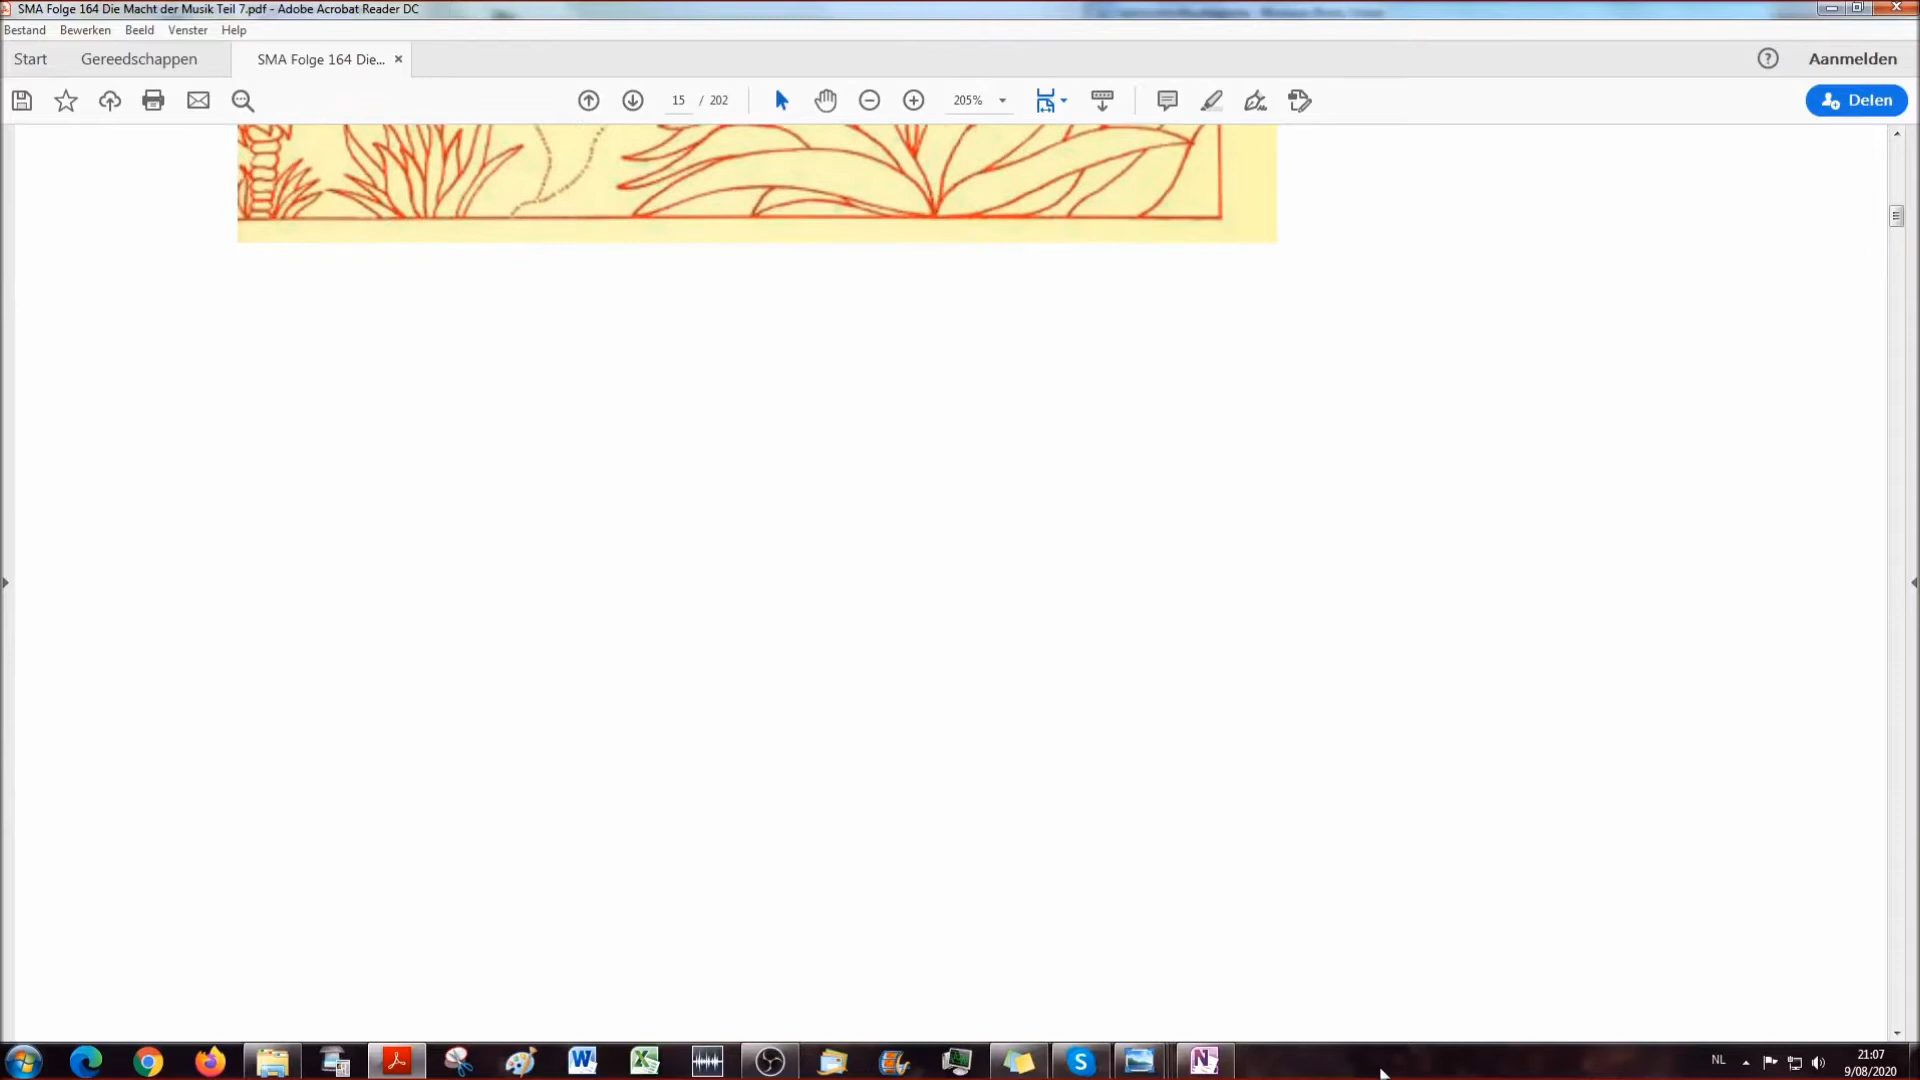 SMA Folge 164 Die Macht der Musik Teil 7.pdf - Adobe Acrobat Reader DC
Bestand Bewerken Beeld Venster Help
Start Gereedschappen SMA Folge 164 Die... × Aanmelden
15 / 202 205% Delen
NL 21:07
9/08/2020